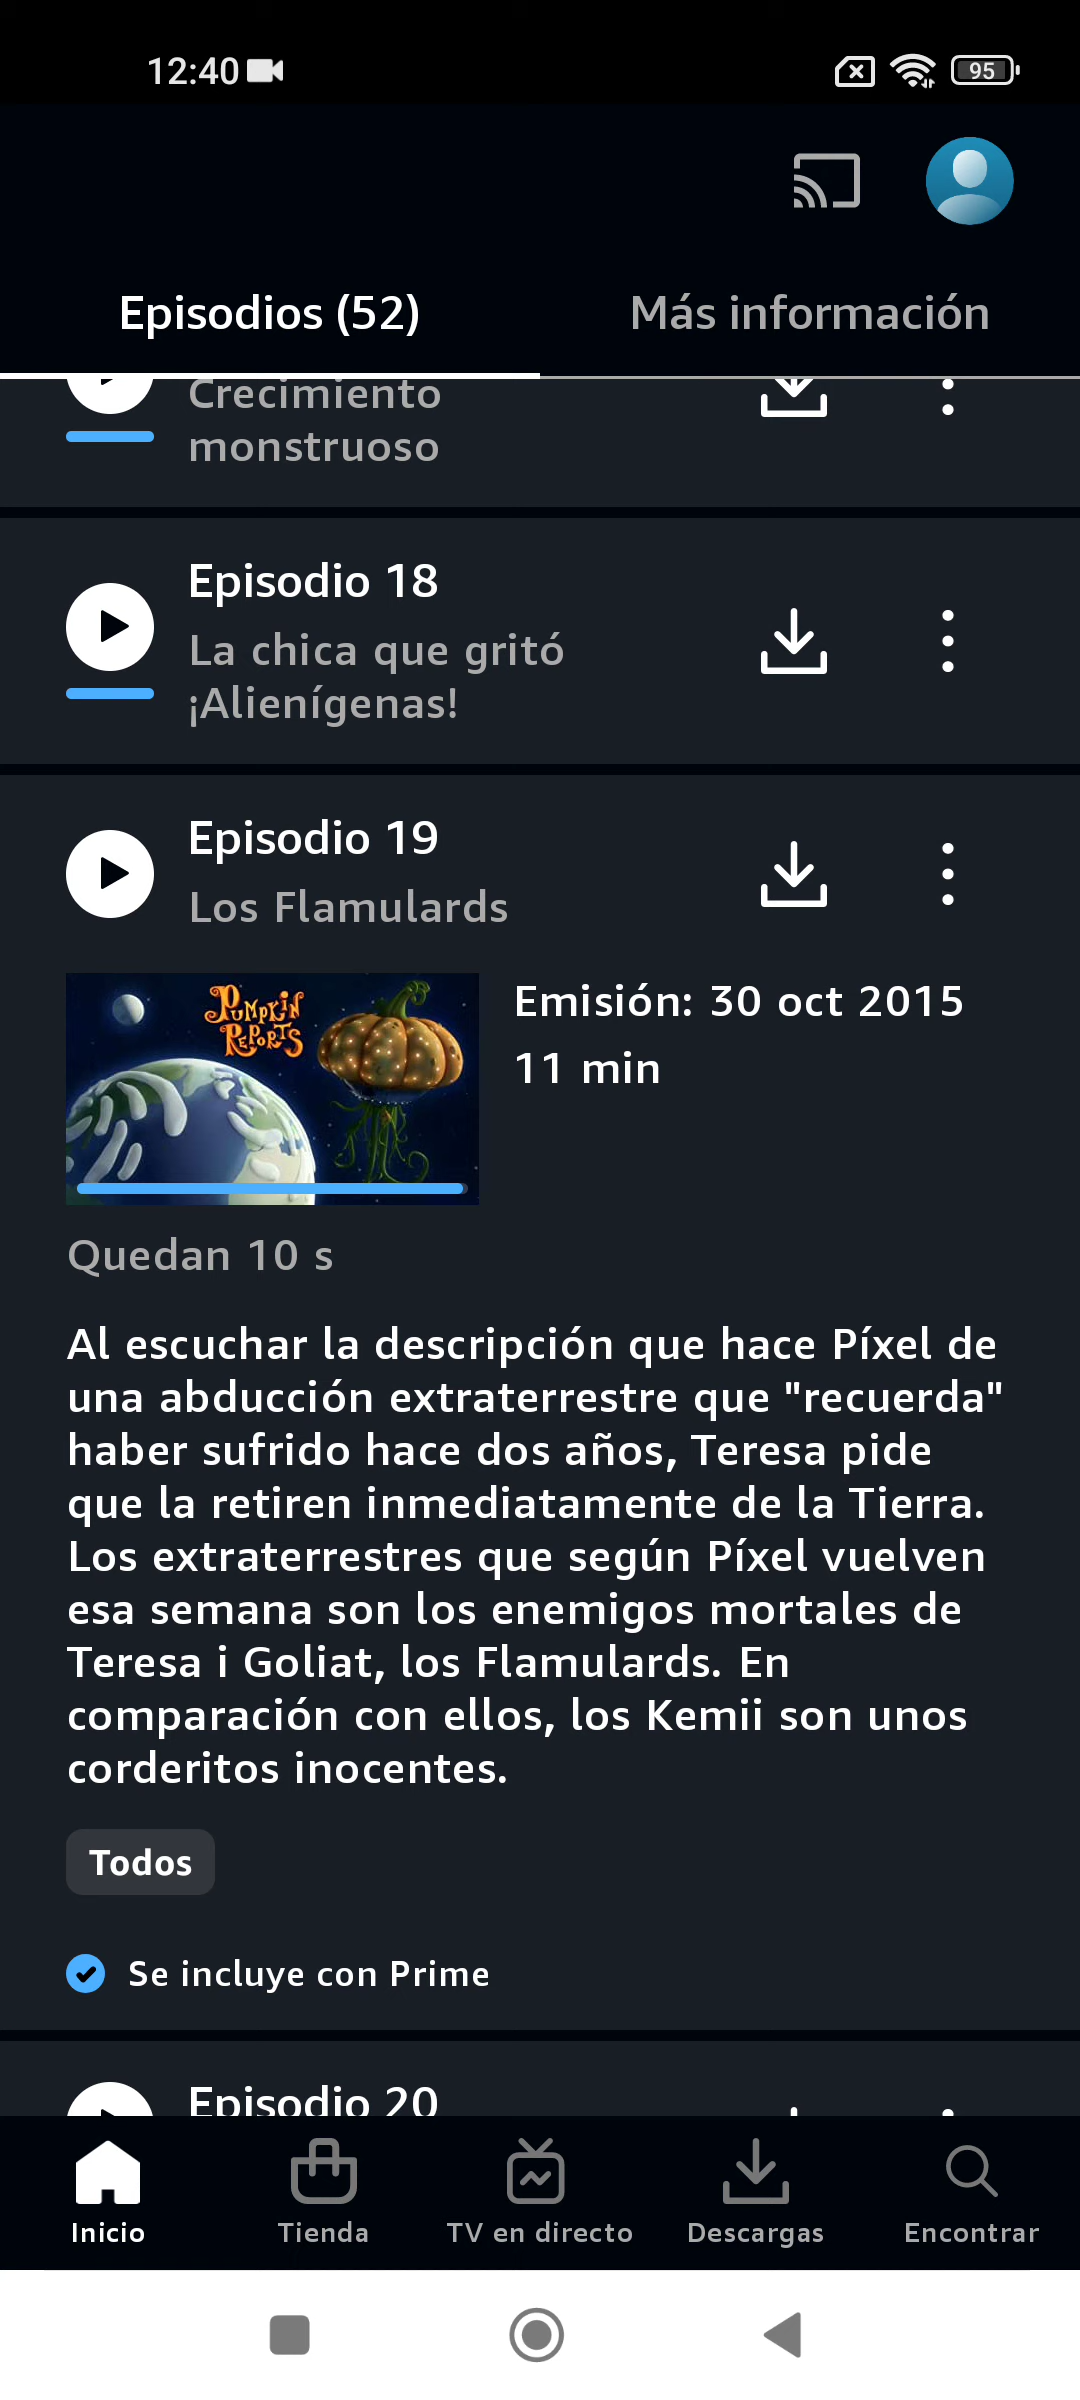 12:40
95
Episodios (52)
Más información
Crecimiento
monstruoso
Episodio 18
La chica que gritó
¡Alienígenas!
Episodio 19
Los Flamulards
PUMPKIN
REPORTS
Emisión: 30 oct 2015
11 min
Quedan 10 s
Al escuchar la descripción que hace Píxel de
una abducción extraterrestre que "recuerda"
haber sufrido hace dos años, Teresa pide
que la retiren inmediatamente de la Tierra.
Los extraterrestres que según Píxel vuelven
esa semana son los enemigos mortales de
Teresa i Goliat, los Flamulards. En
comparación con ellos, los Kemii son unos
corderitos inocentes.
Todos
Se incluye con Prime
Episodio 20
Inicio
Tienda
TV en directo
Descargas
Encontrar